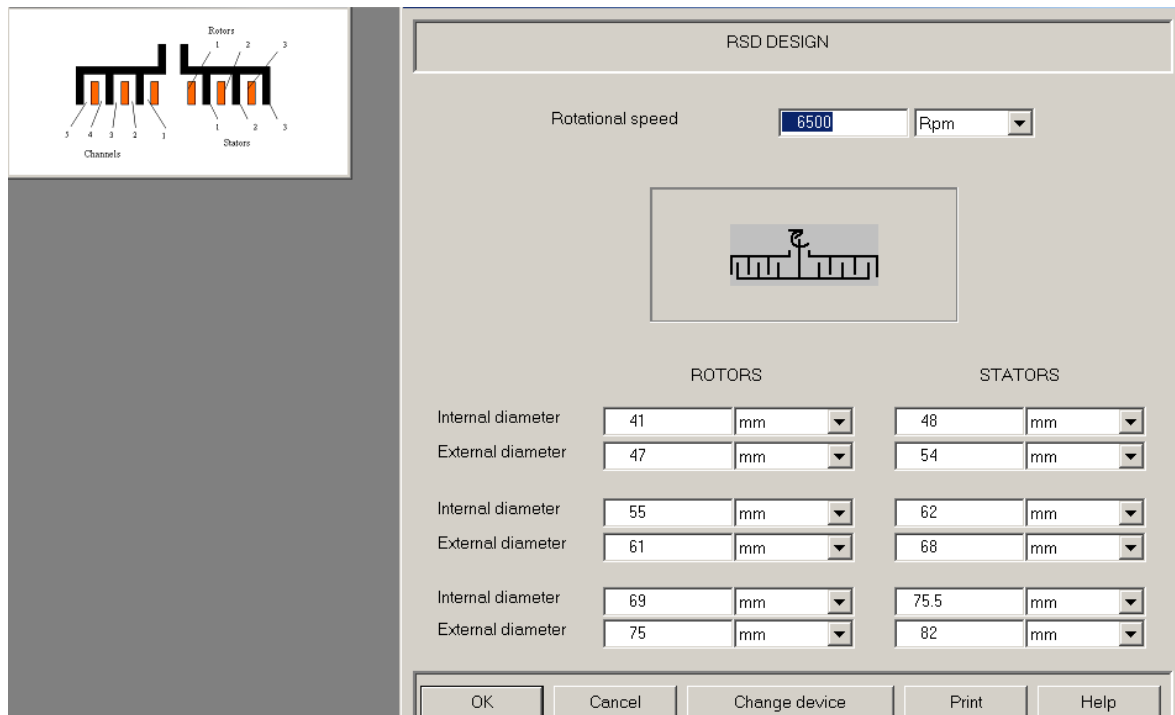 Rotors
1 2 3
5 4 3 2 1 1 2 3
Channels Stators
RSD DESIGN
Rotational speed 6500 Rpm
ROTORS STATORS
Internal diameter 41 mm 48 mm
External diameter 47 mm 54 mm
Internal diameter 55 mm 62 mm
External diameter 61 mm 68 mm
Internal diameter 69 mm 75.5 mm
External diameter 75 mm 82 mm
OK Cancel Change device Print Help